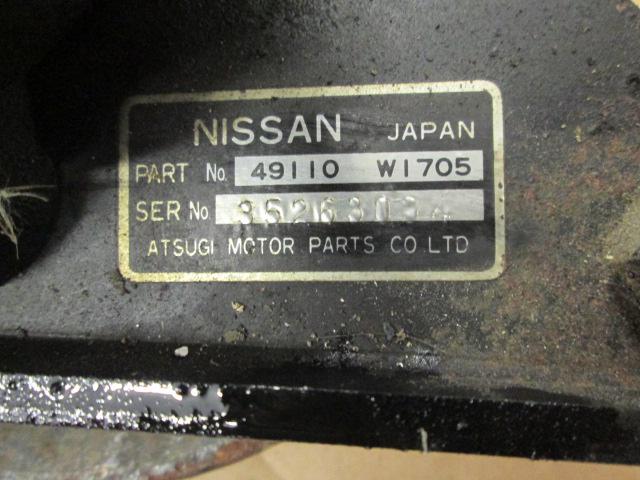 NISSAN JAPAN
PART No. 49110 W1705
SER No
ATSUGI MOTOR PARTS CO LTD